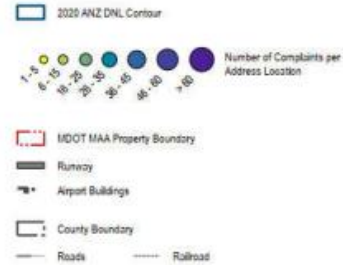 2020 ANZ DNL Contour
1 - 5
6 - 15
16 - 25
26 - 35
36 - 45
46 - 60
> 60
Number of Complaints per
Address Location
MDOT MAA Property Boundary
Runway
Airport Buildings
County Boundary
Roads
Railroad